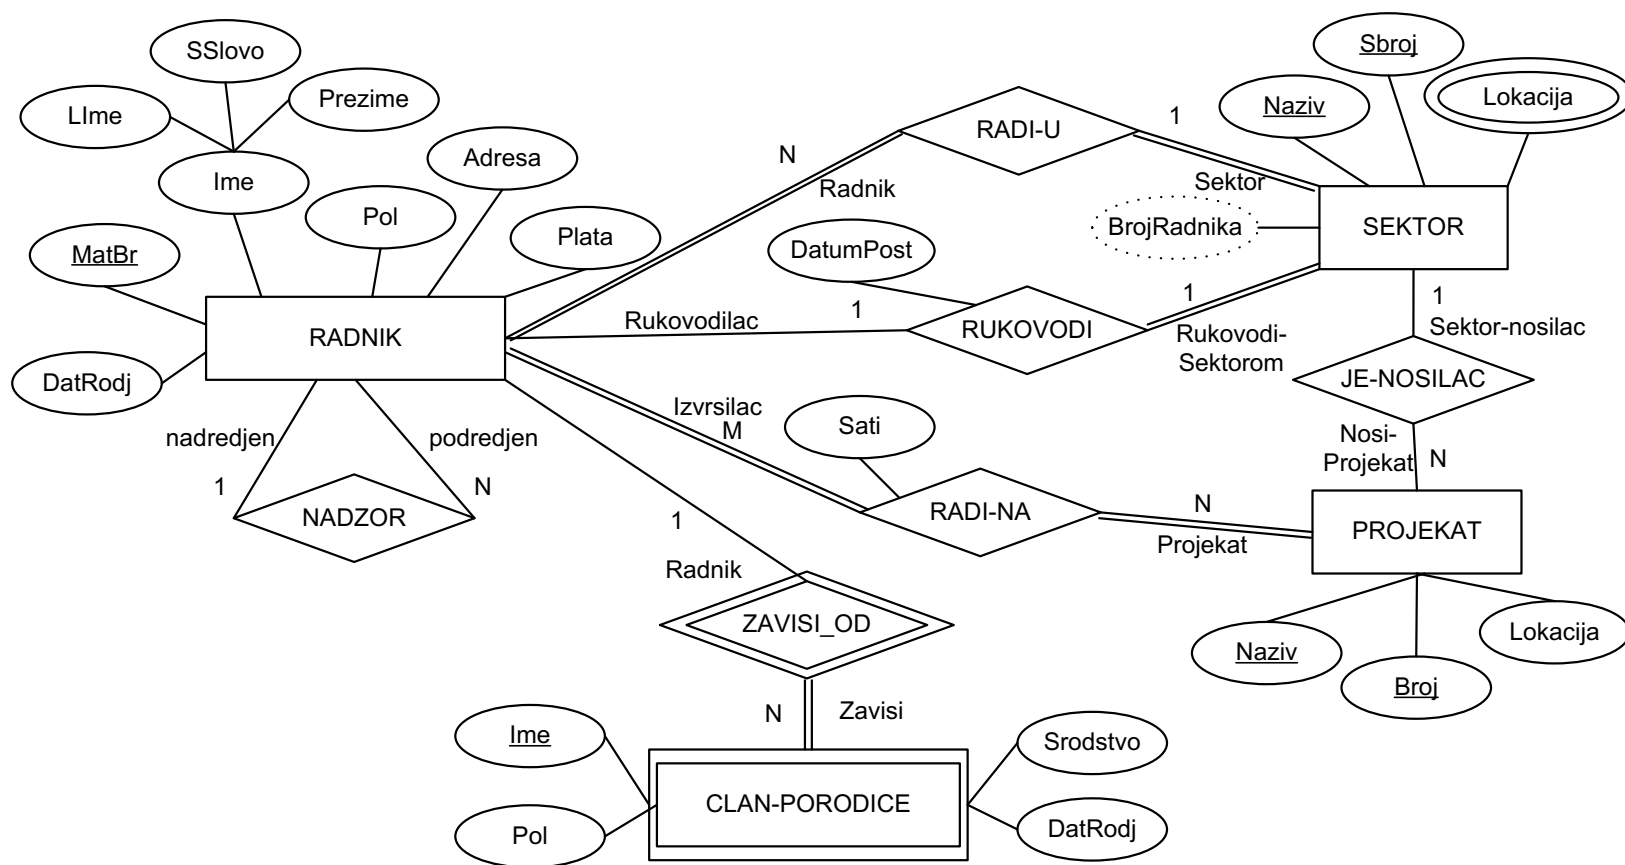 SSlovo
LIme
Prezime
Ime
Adresa
Pol
MatBr
Plata
DatRodj
RADNIK
nadredjen
podredjen
1
N
NADZOR
N
Radnik
RADI-U
1
Sektor
Sbroj
Naziv
Lokacija
BrojRadnika
SEKTOR
DatumPost
Rukovodilac
1
RUKOVODI
1
Rukovodi-
Sektorom
1
Sektor-nosilac
JE-NOSILAC
Nosi-
Projekat
N
Izvrsilac
M
Sati
RADI-NA
N
Projekat
PROJEKAT
Naziv
Broj
Lokacija
1
Radnik
ZAVISI_OD
N
Zavisi
Ime
Pol
CLAN-PORODICE
Srodstvo
DatRodj